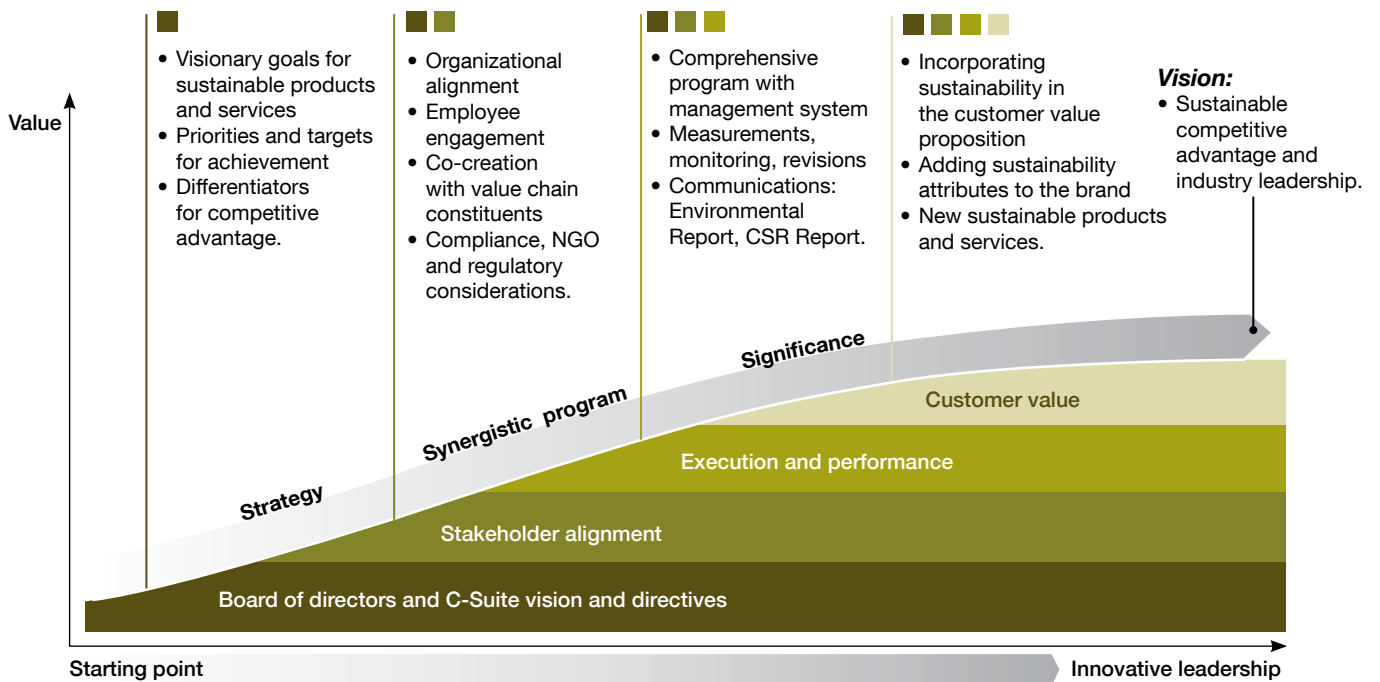 • Visionary goals for
sustainable products
and services
• Priorities and targets
for achievement
• Differentiators
for competitive
advantage.
• Organizational
alignment
• Employee
engagement
• Co-creation
with value chain
constituents
• Compliance, NGO
and regulatory
considerations.
• Comprehensive
program with
management system
• Measurements,
monitoring, revisions
• Communications:
Environmental
Report, CSR Report.
• Incorporating
sustainability in
the customer value
proposition
• Adding sustainability
attributes to the brand
• New sustainable products
and services.
Vision:
• Sustainable
competitive
advantage and
industry leadership.
Value
Strategy
Synergistic program
Significance
Customer value
Execution and performance
Stakeholder alignment
Board of directors and C-Suite vision and directives
Starting point
Innovative leadership